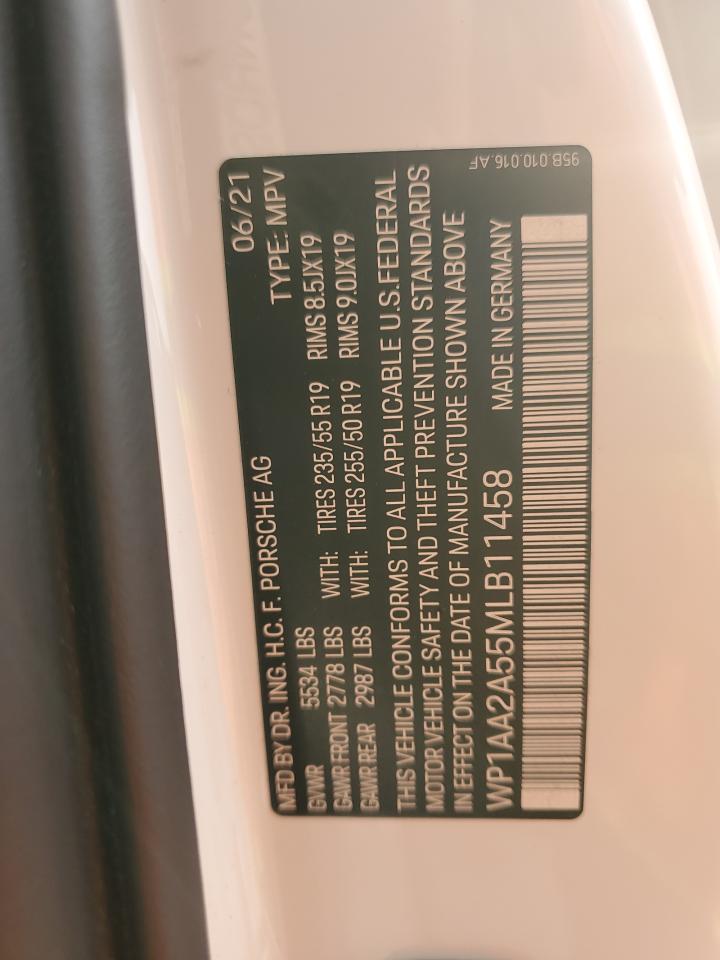 06/21
MFD BY DR. ING. H.C. F. PORSCHE AG TYPE: MPV
GVWR 5534 LBS
GAWR FRONT 2778 LBS WITH: TIRES 235/55 R19 RIMS 8.5JX19
GAWR REAR 2987 LBS WITH: TIRES 255/50 R19 RIMS 9.0JX19
THIS VEHICLE CONFORMS TO ALL APPLICABLE U.S. FEDERAL
MOTOR VEHICLE SAFETY AND THEFT PREVENTION STANDARDS
IN EFFECT ON THE DATE OF MANUFACTURE SHOWN ABOVE
WP1AA2A55MLB11458 MADE IN GERMANY
95B.010.016.AF